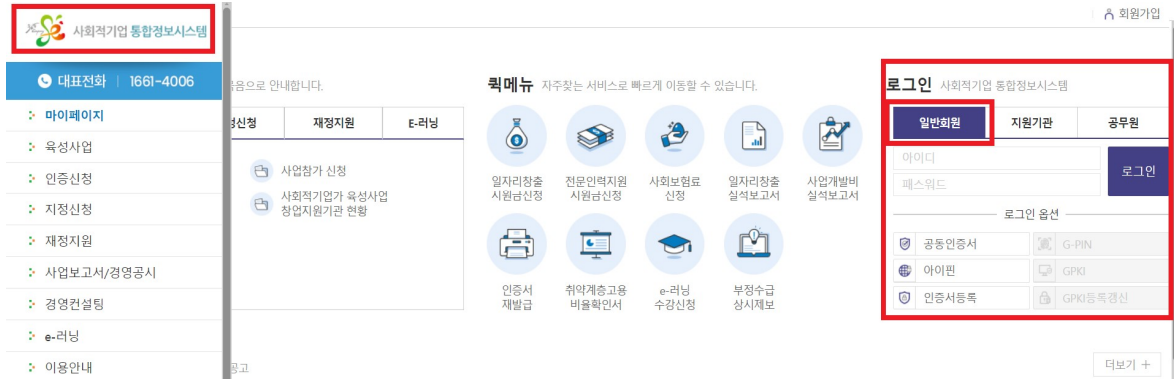 사회적기업 통합정보시스템
회원가입
대표전화 | 1661-4006
마이페이지
육성사업
인증신청
지정신청
재정지원
사업보고서/경영공시
경영컨설팅
e-러닝
이용안내
음으로 안내합니다.
청신청 재정지원 E-러닝
사업참가 신청
사회적기업가 육성사업
창업지원기관 현황
퀵메뉴 자주찾는 서비스로 빠르게 이동할 수 있습니다.
일자리창출 전문인력지원 사회보험료 일자리창출 사업개발비
시원금신청 시원금신청 신청 실석보고서 실석보고서
인증서 취약계층고용 e-러닝 부정수급
재발급 비율확인서 수강신청 상시제보
로그인 사회적기업 통합정보시스템
일반회원 지원기관 공무원
아이디
패스워드
로그인
로그인 옵션
공동인증서 G-PIN
아이핀 GPKI
인증서등록 GPKI등록갱신
공고
더보기 +